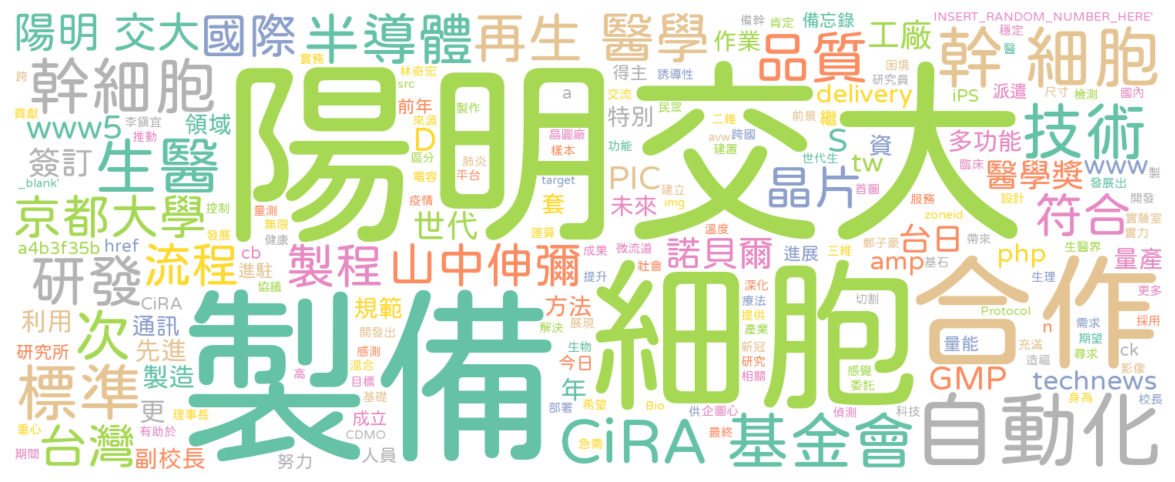 陽明 交大
國際
半導體
再生 醫學
備幹
肯定
備忘錄
作業
工廠
INSERT_RANDOM_NUMBER_HERE'
穩定
醫
幹 細胞
跨
幹細胞
實務
林奇宏
src
得主
誘導性
品質
困境
研究員
iPS
派遣
尺寸
檢測
國內
貢獻
www5
李鎮宜
推動
領域
前年
來源
製作
a
交流
民眾
二維
前景
繼
delivery
陽明交大
特別
D
區分
晶圓廠
樣本
功能
avw
跨國
建置
S
資
多功能
技術
簽訂
生醫
電容
肺炎
平台
世代生
tw
臨床
www
製
發展出
_blank'
疫情
target
PIC
建立
img
晶片
首圖
醫學獎
京都大學
控制
量測
無限
發展
健康
世代
套
運算
未來
溫度
服務
zoneid
設計
開發
實驗室
實力
符合
a4b3f35b
href
cb
進駐
協議
流程
製程
山中伸彌
成果
微流道
諾貝爾
進展
三維
鄭子豪
帶來
台日
amp
基石
php
生醫界
量產
研發
CiRA
提升
社會
深化
療法
提供
產業
切割
生理
更多
Protocol
利用
次
通訊
規範
方法
開發出
解決
展現
製備
細胞
合作
n
需求
期望
採用
研究所
先進
感測
混合
生物
今日
新冠
研究
相關
量能
充滿
尋求
ck
造福
影像
標準
製造
高
目標
基礎
年
感覺
委託
GMP
technews
更
理事長
成立
部署
希望
Bio
供
企圖心
偵測
科技
身為
校長
重心
有助於
CDMO
急需
最終
期間
台灣
副校長
努力
人員
CiRA 基金會
自動化